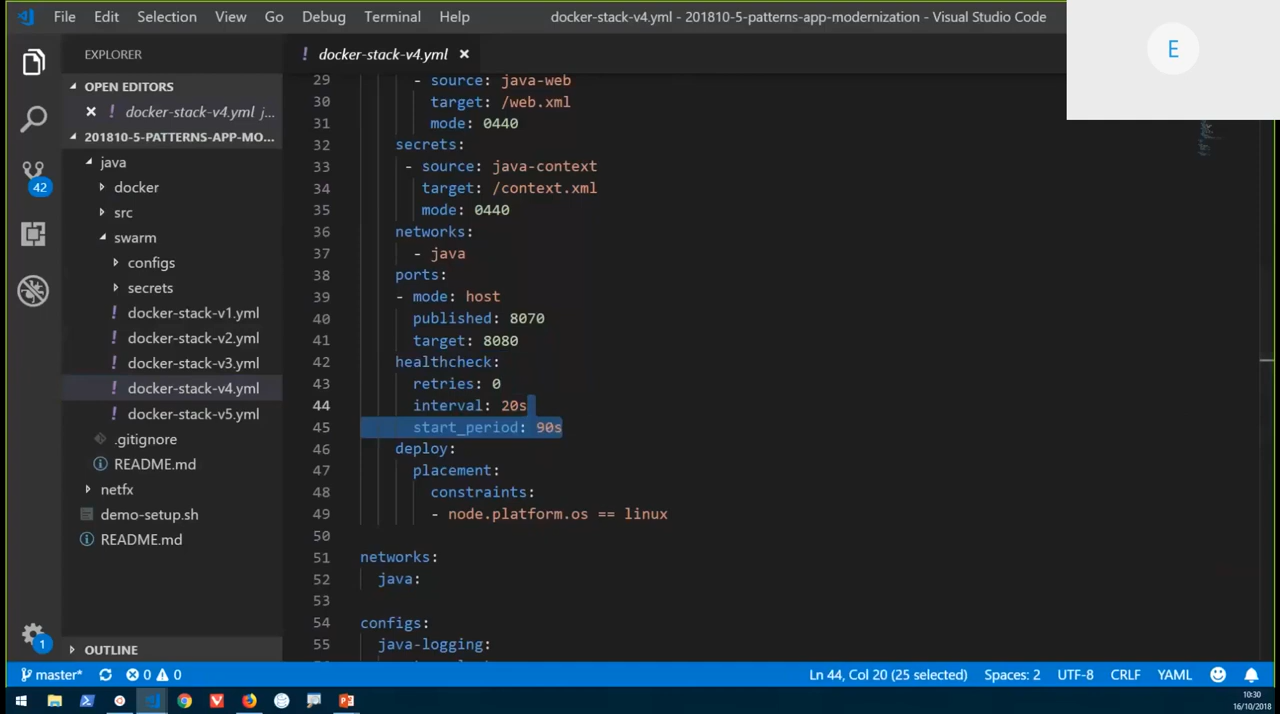 File Edit Selection View Go Debug Terminal Help docker-stack-v4.yml - 201810-5-patterns-app-modernization - Visual Studio Code
E
EXPLORER
OPEN EDITORS
docker-stack-v4.yml j...
201810-5-PATTERNS-APP-MO...
java
docker
src
swarm
configs
secrets
! docker-stack-v1.yml
! docker-stack-v2.yml
! docker-stack-v3.yml
! docker-stack-v4.yml
! docker-stack-v5.yml
.gitignore
README.md
netfx
demo-setup.sh
README.md
OUTLINE
42
1
! docker-stack-v4.yml
29 - source: java-web
30 target: /web.xml
31 mode: 0440
32 secrets:
33 - source: java-context
34 target: /context.xml
35 mode: 0440
36 networks:
37 - java
38 ports:
39 - mode: host
40 published: 8070
41 target: 8080
42 healthcheck:
43 retries: 0
44 interval: 20s
45 start_period: 90s
46 deploy:
47 placement:
48 constraints:
49 - node.platform.os == linux
50
51 networks:
52 java:
53
54 configs:
55 java-logging:
master* 0 0 Ln 44, Col 20 (25 selected) Spaces: 2 UTF-8 CRLF YAML
10:30
16/10/2018